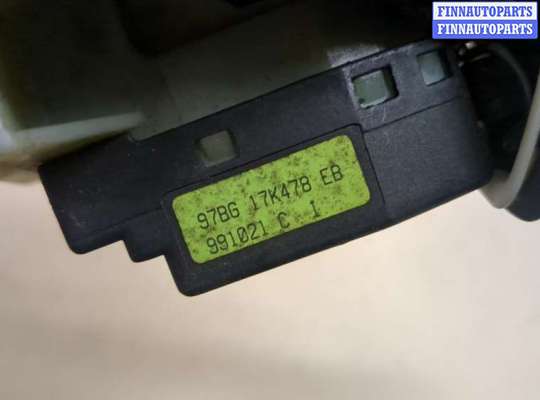 FINNAUTOPARTS
FINNAUTOPARTS
97BG 17K478 EB
991021 C 1